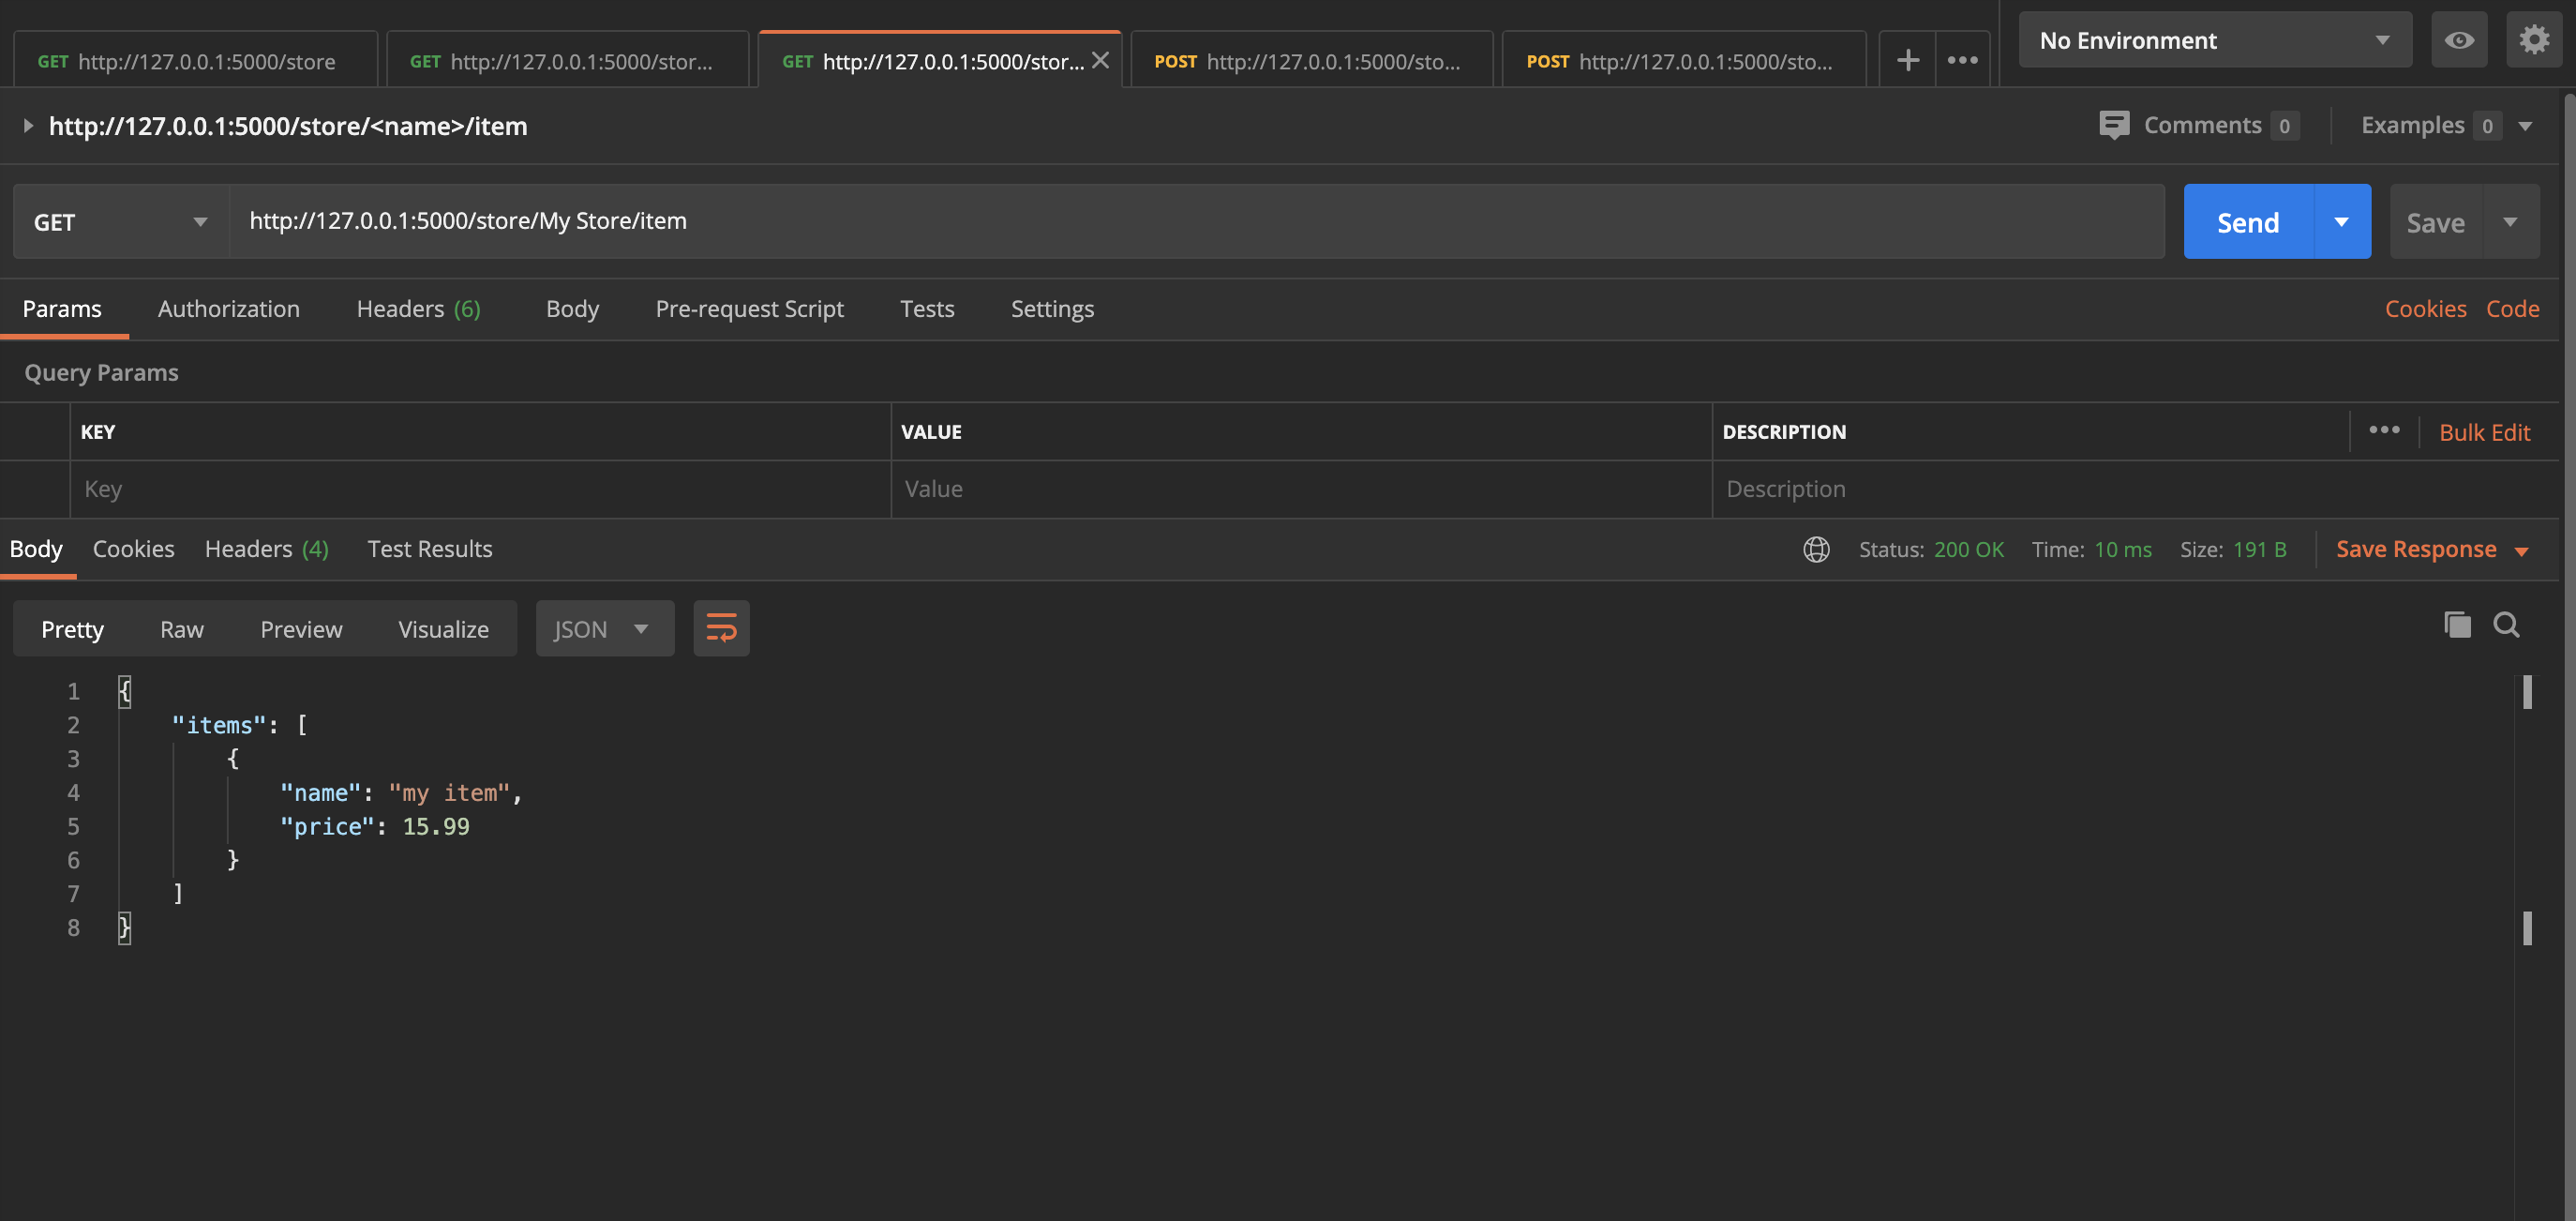 GET http://127.0.0.1:5000/store GET http://127.0.0.1:5000/stor... GET http://127.0.0.1:5000/stor... POST http://127.0.0.1:5000/sto... POST http://127.0.0.1:5000/sto... No Environment
http://127.0.0.1:5000/store/<name>/item Comments 0 Examples 0
GET http://127.0.0.1:5000/store/My Store/item Send Save
Params Authorization Headers (6) Body Pre-request Script Tests Settings Cookies Code
Query Params
KEY VALUE DESCRIPTION Bulk Edit
Key Value Description
Body Cookies Headers (4) Test Results Status: 200 OK Time: 10 ms Size: 191 B Save Response
Pretty Raw Preview Visualize JSON
1 {
2 "items": [
3 {
4 "name": "my item",
5 "price": 15.99
6 }
7 ]
8 }